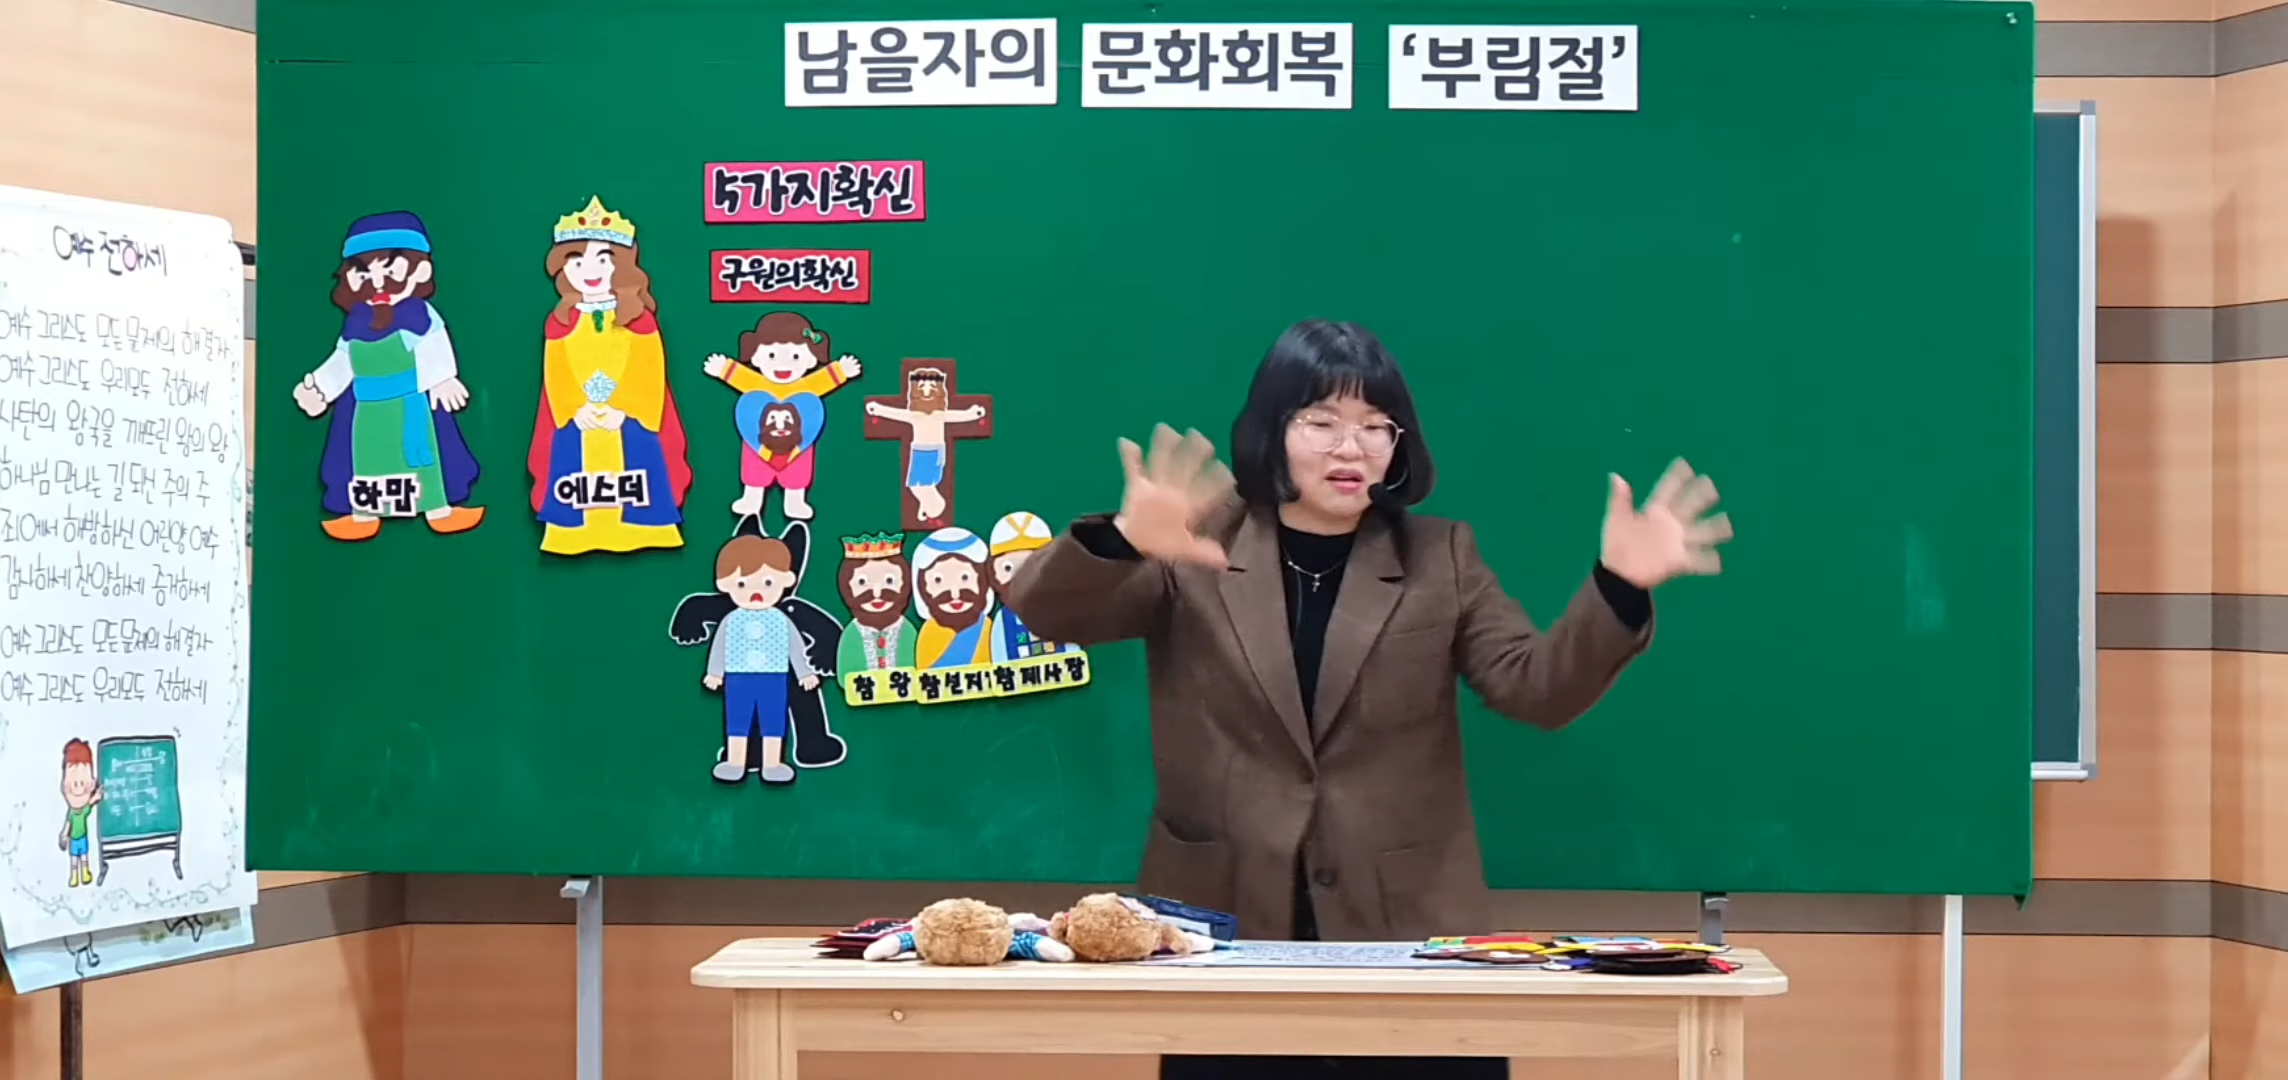 남을자의 문화회복 ‘부림절’
5가지확신
구원의확신
하만
에스더
참 왕 참선지 참제사장
예수 전하세
예수 그리스도 모든 문제의 해결자
예수 그리스도 우리모두 전하세
사탄의 왕국을 깨뜨린 왕의 왕
하나님 만나는 길 되신 주의 주
죄에서 해방하신 어린양 예수
감사하세 찬양하세 증거하세
예수 그리스도 모든 문제의 해결자
예수 그리스도 우리모두 전하세